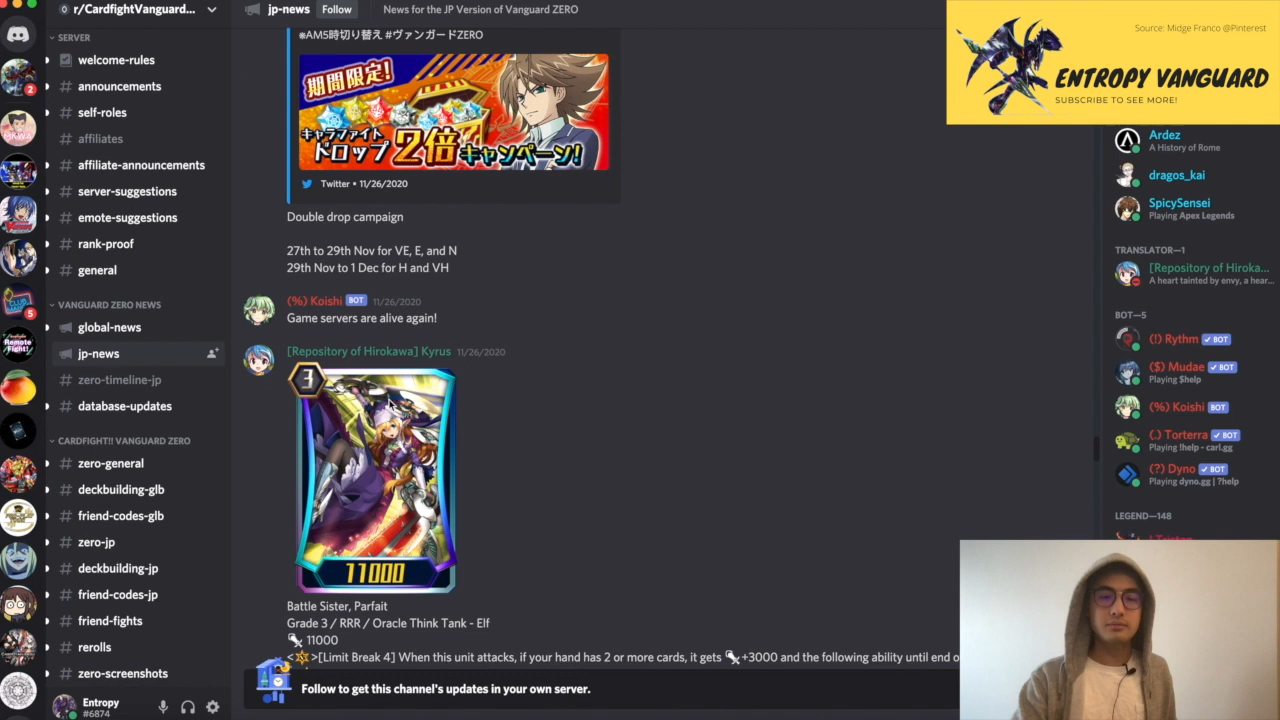 r/CardfightVanguard...
SERVER
welcome-rules
announcements
self-roles
affiliates
affiliate-announcements
server-suggestions
emote-suggestions
rank-proof
general
VANGUARD ZERO NEWS
global-news
jp-news
zero-timeline-jp
database-updates
CARDFIGHT!! VANGUARD ZERO
zero-general
deckbuilding-glb
friend-codes-glb
zero-jp
deckbuilding-jp
friend-codes-jp
friend-fights
rerolls
zero-screenshots
Entropy
#6874
2
5
jp-news Follow News for the JP Version of Vanguard ZERO
※AM5時切り替え #ヴァンガードZERO
期間限定!
キャラファイト
ドロップ2倍キャンペーン!
Twitter • 11/26/2020
Double drop campaign
27th to 29th Nov for VE, E, and N
29th Nov to 1 Dec for H and VH
(%) Koishi BOT 11/26/2020
Game servers are alive again!
[Repository of Hirokawa] Kyrus 11/26/2020
3
11000
Battle Sister, Parfait
Grade 3 / RRR / Oracle Think Tank - Elf
11000
<>[Limit Break 4] When this unit attacks, if your hand has 2 or more cards, it gets +3000 and the following ability until end o
Follow to get this channel's updates in your own server.
Source: Midge Franco @Pinterest
ENTROPY VANGUARD
SUBSCRIBE TO SEE MORE!
Ardez
A History of Rome
dragos_kai
SpicySensei
Playing Apex Legends
TRANSLATOR—1
[Repository of Hiroka...
A heart tainted by envy, a hear...
BOT—5
(!) Rythm BOT
($) Mudae BOT
Playing $help
(%) Koishi BOT
(.) Torterra BOT
Playing !help - carl.gg
(?) Dyno BOT
Playing dyno.gg | ?help
LEGEND—148